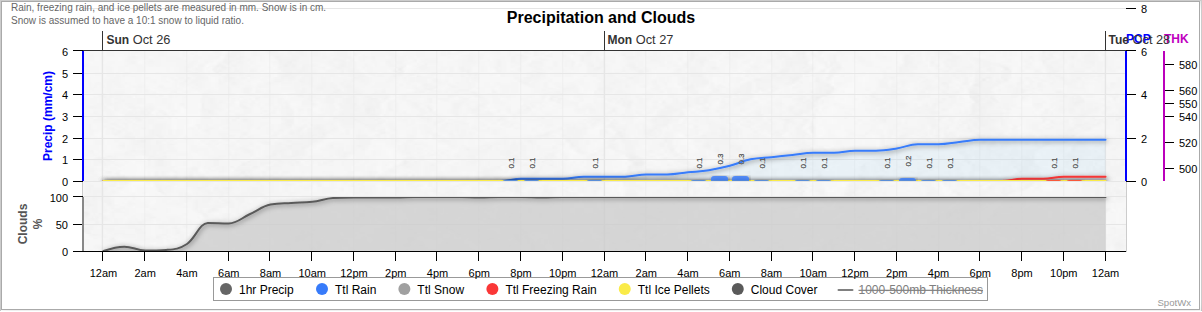 Rain, freezing rain, and ice pellets are measured in mm. Snow is in cm.
Snow is assumed to have a 10:1 snow to liquid ratio.
Precipitation and Clouds
8
Sun Oct 26
Mon Oct 27
Tue Oct 28
PCP
THK
6
5
4
3
2
1
0
Precip (mm/cm)
0.1
0.1
0.1
0.1
0.3
0.3
0.1
0.1
0.1
0.1
0.2
0.1
0.1
0.1
0.1
6
4
2
0
580
560
550
540
520
500
100
50
0
Clouds
%
12am 2am 4am 6am 8am 10am 12pm 2pm 4pm 6pm 8pm 10pm 12am 2am 4am 6am 8am 10am 12pm 2pm 4pm 6pm 8pm 10pm 12am
1hr Precip Ttl Rain Ttl Snow Ttl Freezing Rain Ttl Ice Pellets Cloud Cover 1000-500mb Thickness
SpotWx